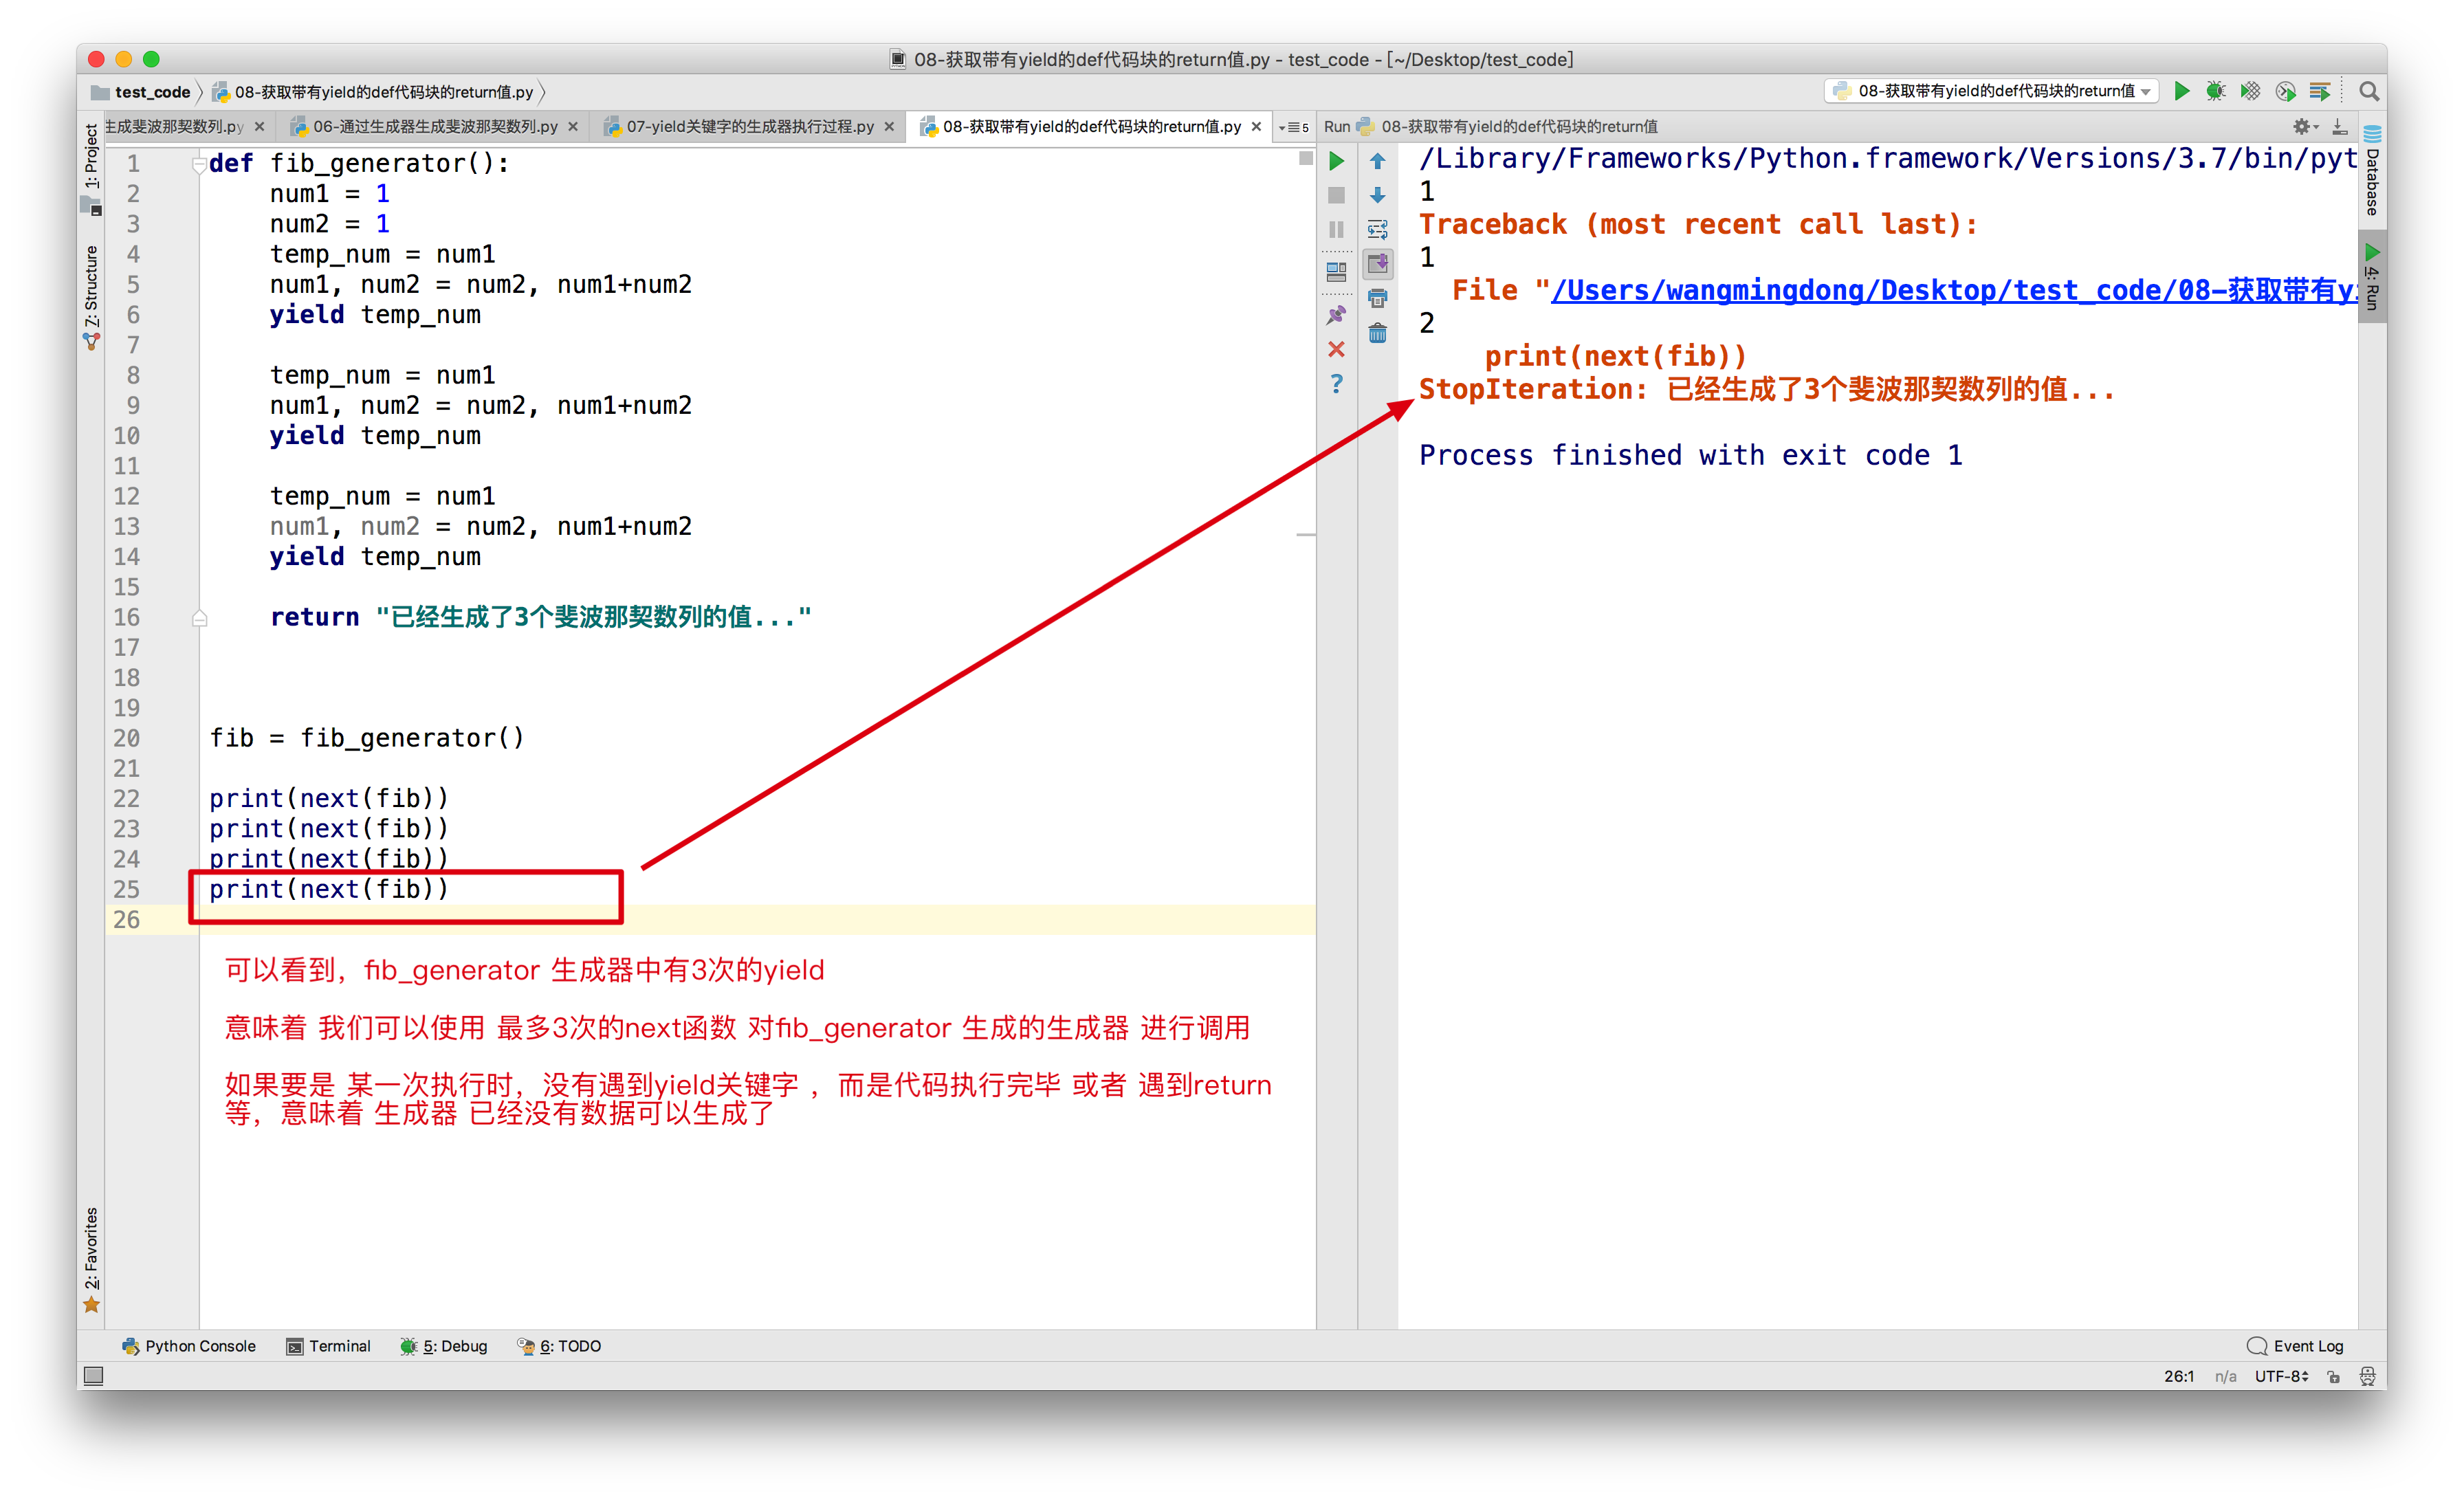 08-获取带有yield的def代码块的return值.py - test_code - [~/Desktop/test_code]
test_code
08-获取带有yield的def代码块的return值.py
08-获取带有yield的def代码块的return值
生成斐波那契数列.py
06-通过生成器生成斐波那契数列.py
07-yield关键字的生成器执行过程.py
08-获取带有yield的def代码块的return值.py
5
Run
08-获取带有yield的def代码块的return值
1: Project
7: Structure
2: Favorites
Database
4: Run
1 def fib_generator():
2     num1 = 1
3     num2 = 1
4     temp_num = num1
5     num1, num2 = num2, num1+num2
6     yield temp_num
7
8     temp_num = num1
9     num1, num2 = num2, num1+num2
10     yield temp_num
11
12     temp_num = num1
13     num1, num2 = num2, num1+num2
14     yield temp_num
15
16     return "已经生成了3个斐波那契数列的值..."
17
18
19
20 fib = fib_generator()
21
22 print(next(fib))
23 print(next(fib))
24 print(next(fib))
25 print(next(fib))
26
可以看到，fib_generator 生成器中有3次的yield
意味着 我们可以使用 最多3次的next函数 对fib_generator 生成的生成器 进行调用
如果要是 某一次执行时，没有遇到yield关键字 ，而是代码执行完毕 或者 遇到return
等，意味着 生成器 已经没有数据可以生成了
/Library/Frameworks/Python.framework/Versions/3.7/bin/pyt
1
Traceback (most recent call last):
1
  File "/Users/wangmingdong/Desktop/test_code/08-获取带有yi
2
    print(next(fib))
StopIteration: 已经生成了3个斐波那契数列的值...
Process finished with exit code 1
Python Console
Terminal
5: Debug
6: TODO
Event Log
26:1
n/a
UTF-8